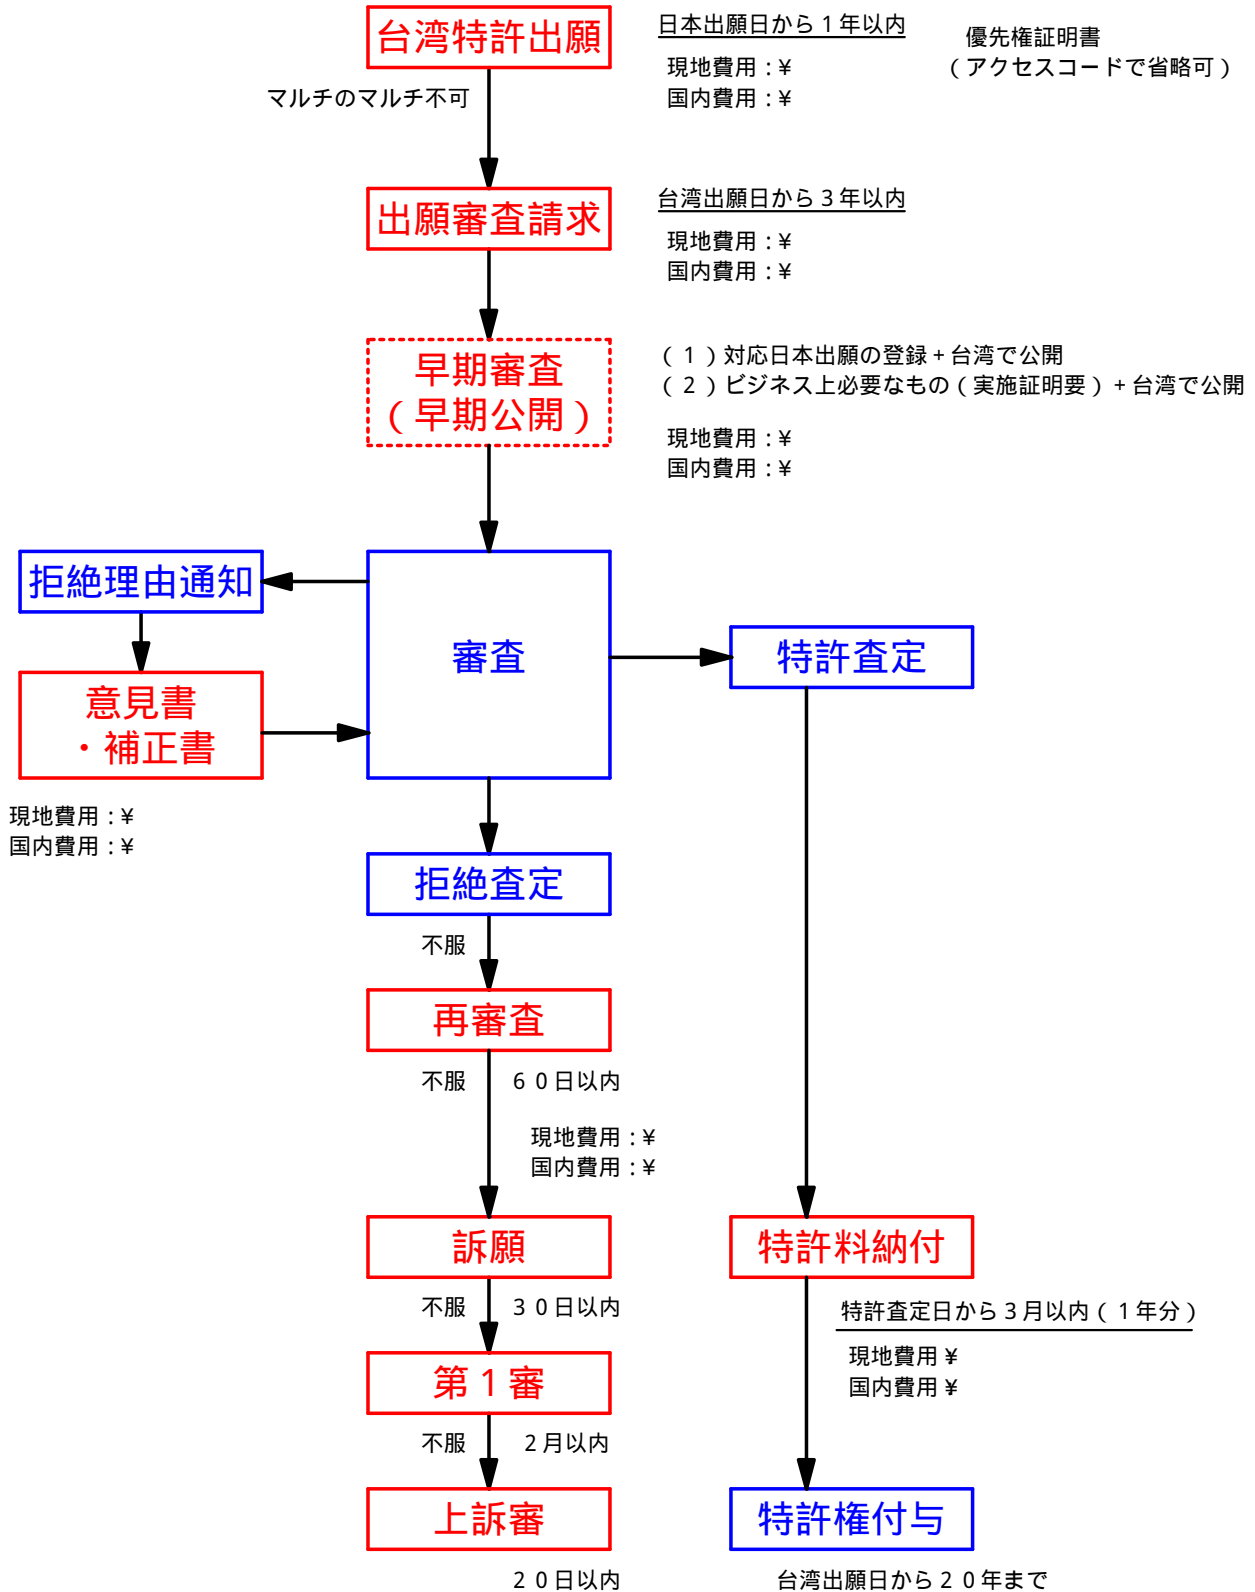 台湾特許出願
日本出願日から１年以内
優先権証明書
（アクセスコードで省略可）
現地費用：¥
国内費用：¥
マルチのマルチ不可
出願審査請求
台湾出願日から３年以内
現地費用：¥
国内費用：¥
早期審査
（早期公開）
（１）対応日本出願の登録＋台湾で公開
（２）ビジネス上必要なもの（実施証明要）＋台湾で公開
現地費用：¥
国内費用：¥
拒絶理由通知
審査
特許査定
意見書
・補正書
現地費用：¥
国内費用：¥
拒絶査定
不服
再審査
不服　６０日以内
現地費用：¥
国内費用：¥
訴願
特許料納付
不服　３０日以内
特許査定日から３月以内（１年分）
現地費用¥
国内費用¥
第１審
不服　２月以内
上訴審
特許権付与
２０日以内
台湾出願日から２０年まで